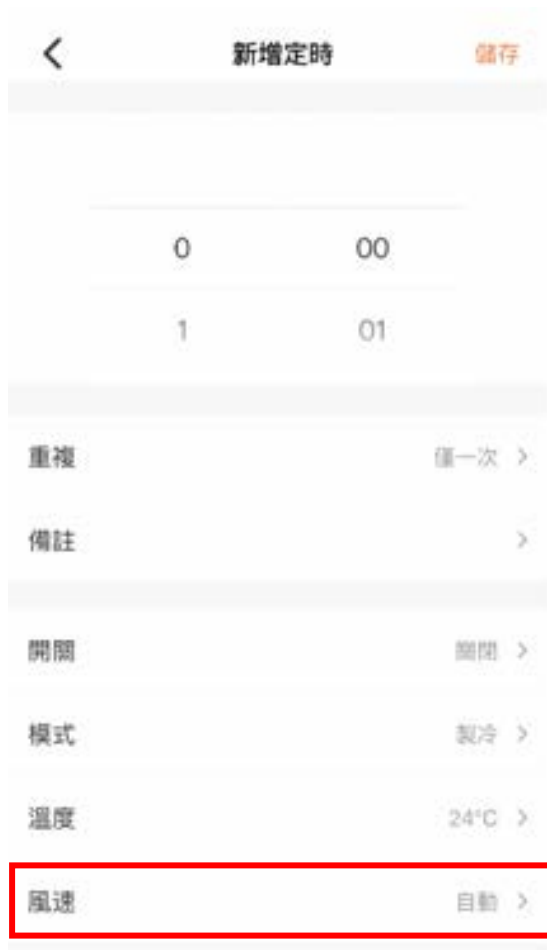 新增定時 儲存
0 00
1 01
重複 僅一次
備註
開關 關閉
模式 製冷
溫度 24°C
風速 自動